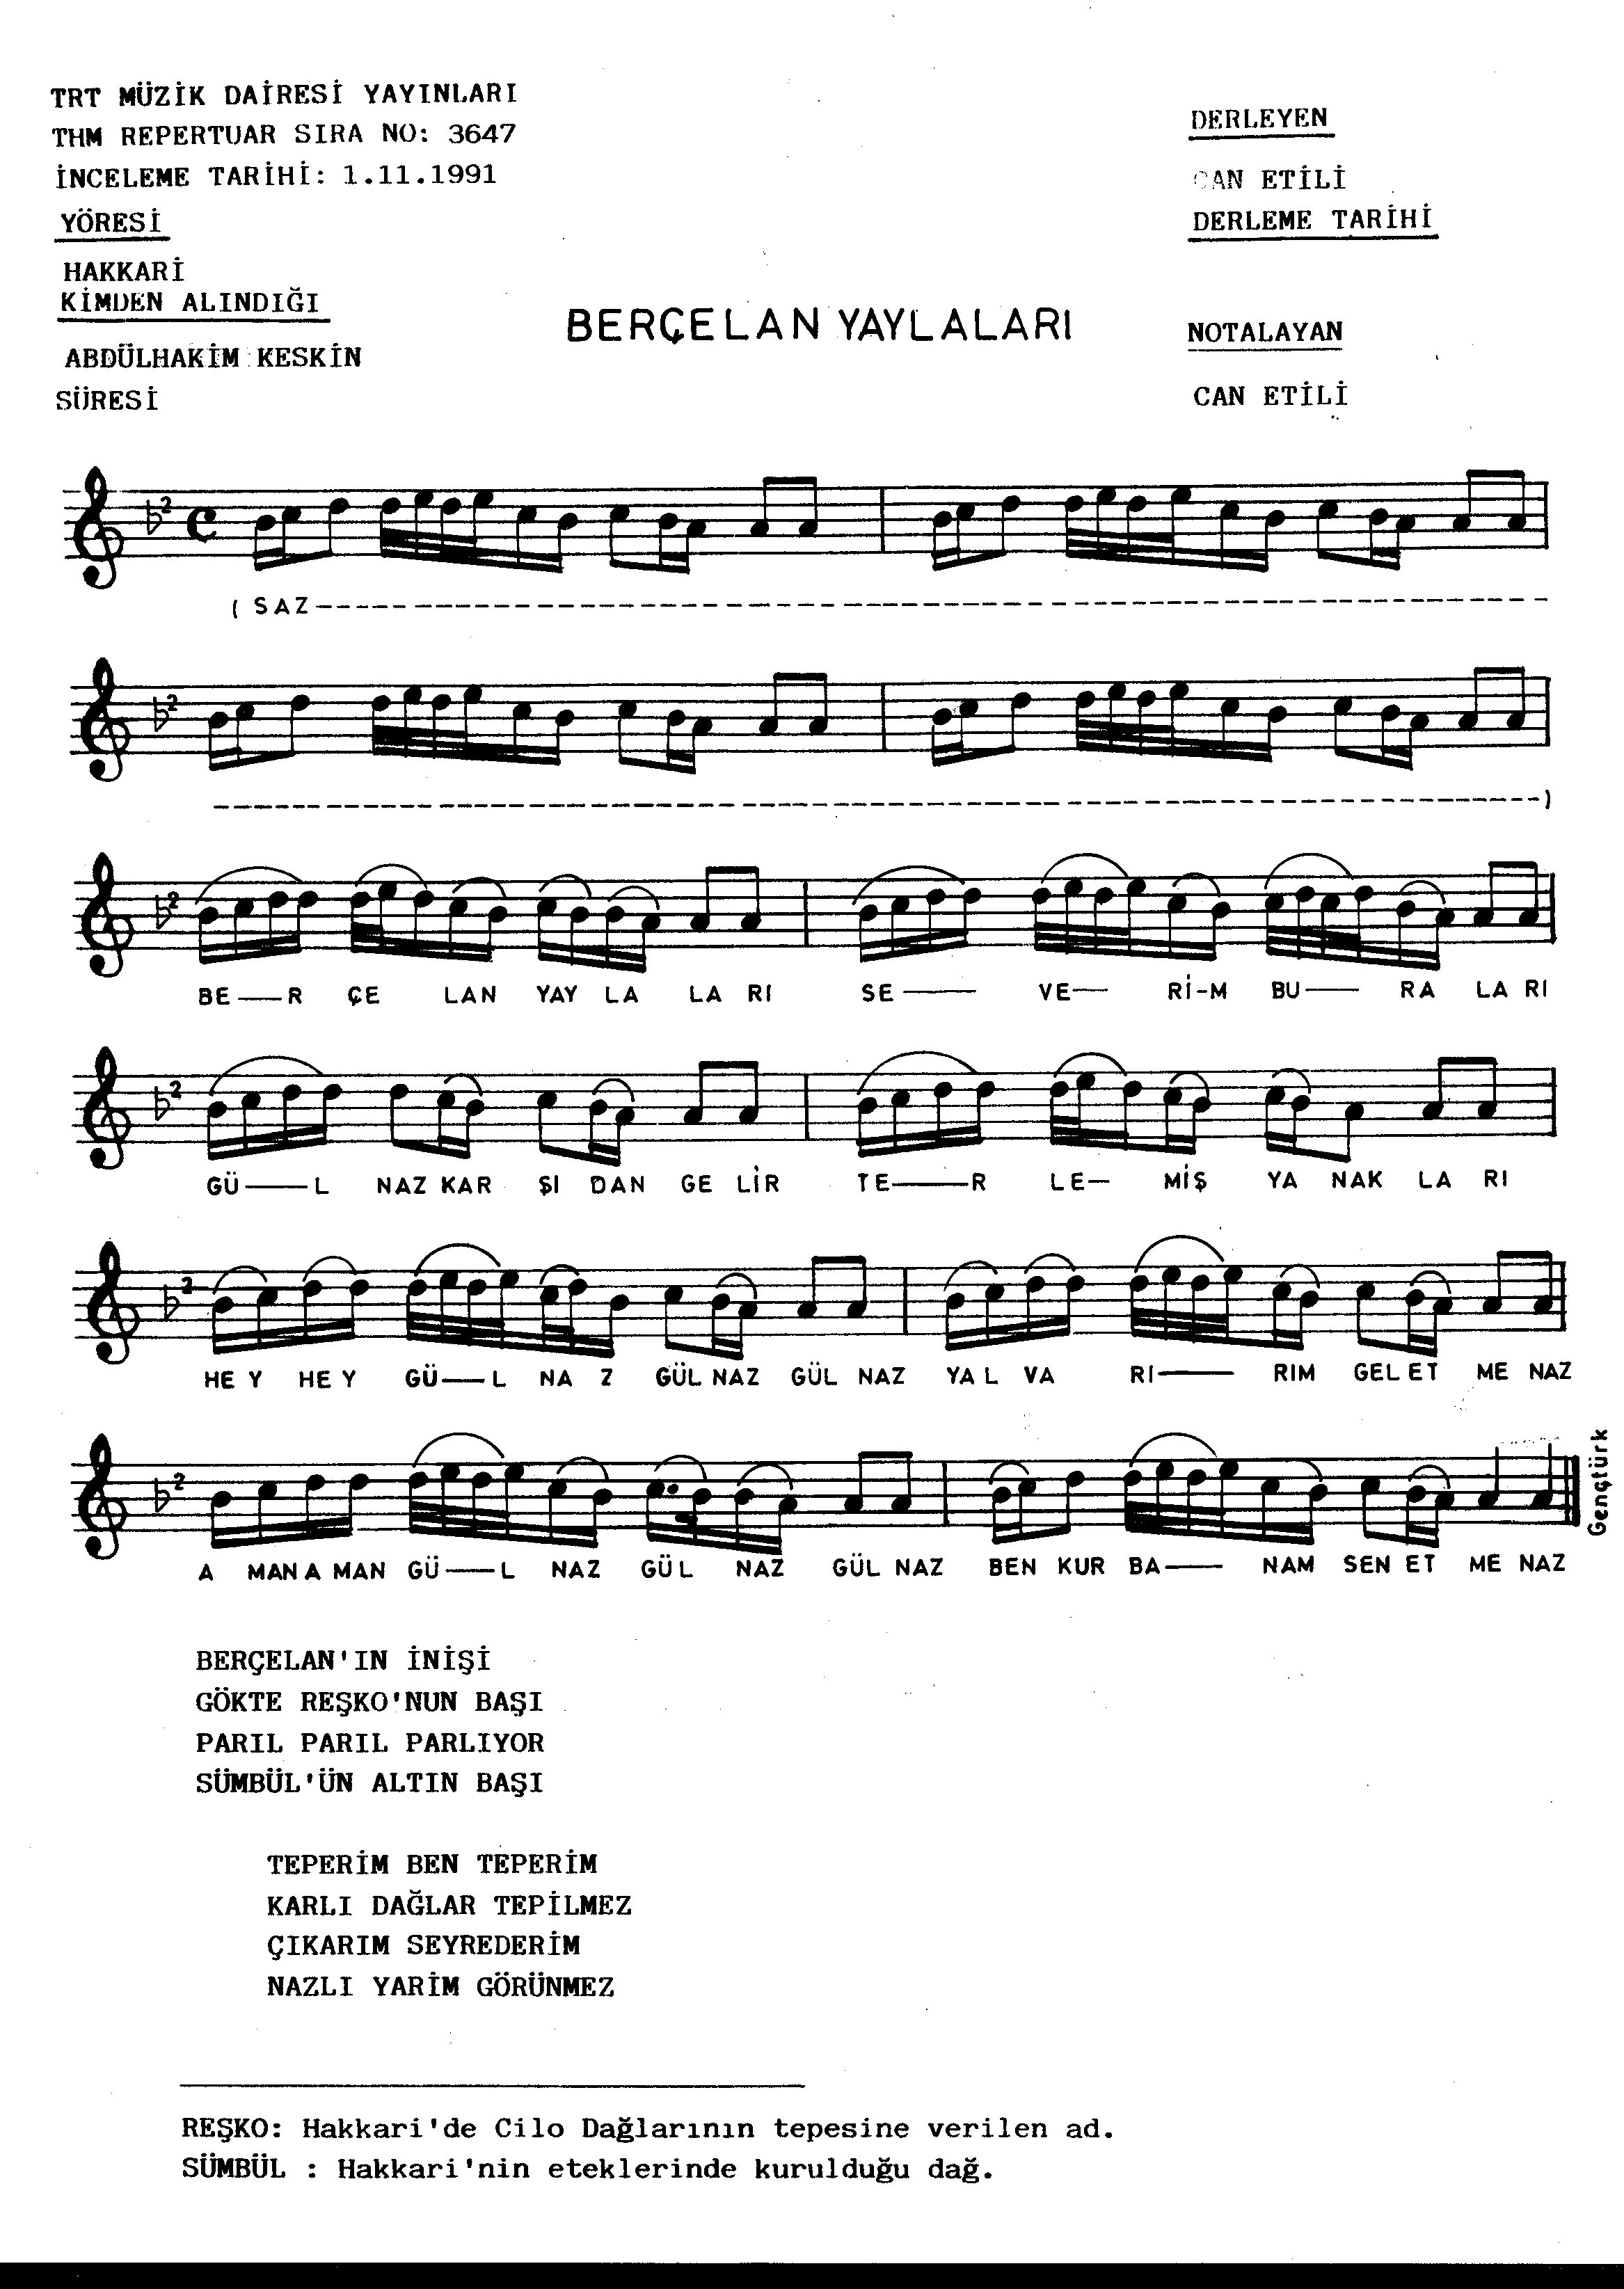 TRT MÜZİK DAİRESİ YAYINLARI
THM REPERTUAR SIRA NO: 3647
İNCELEME TARİHİ: 1.11.1991
YÖRESİ
HAKKARİ
KİMDEN ALINDIĞI
ABDÜLHAKİM KESKİN
SÜRESİ
BERÇELAN YAYLALARI
DERLEYEN
CAN ETİLİ
DERLEME TARİHİ
NOTALAYAN
CAN ETİLİ
( SAZ--------------------
--------------------)
BE——R ÇE LAN YAY LA LA RI SE—— VE— Rİ-M BU—— RA LA RI
GÜ——L NAZ KAR ŞI DAN GE LİR TE——R LE— MİŞ YA NAK LA RI
HE Y HE Y GÜ——L NA Z GÜL NAZ GÜL NAZ YA L VA RI—— RIM GEL ET ME NAZ
A MAN A MAN GÜ——L NAZ GÜL NAZ GÜL NAZ BEN KUR BA—— NAM SEN ET ME NAZ
Gençtürk
BERÇELAN'IN İNİŞİ
GÖKTE REŞKO'NUN BAŞI
PARIL PARIL PARLIYOR
SÜMBÜL'ÜN ALTIN BAŞI
TEPERİM BEN TEPERİM
KARLI DAĞLAR TEPİLMEZ
ÇIKARIM SEYREDERİM
NAZLI YARİM GÖRÜNMEZ
REŞKO: Hakkari'de Cilo Dağlarının tepesine verilen ad.
SÜMBÜL : Hakkari'nin eteklerinde kurulduğu dağ.